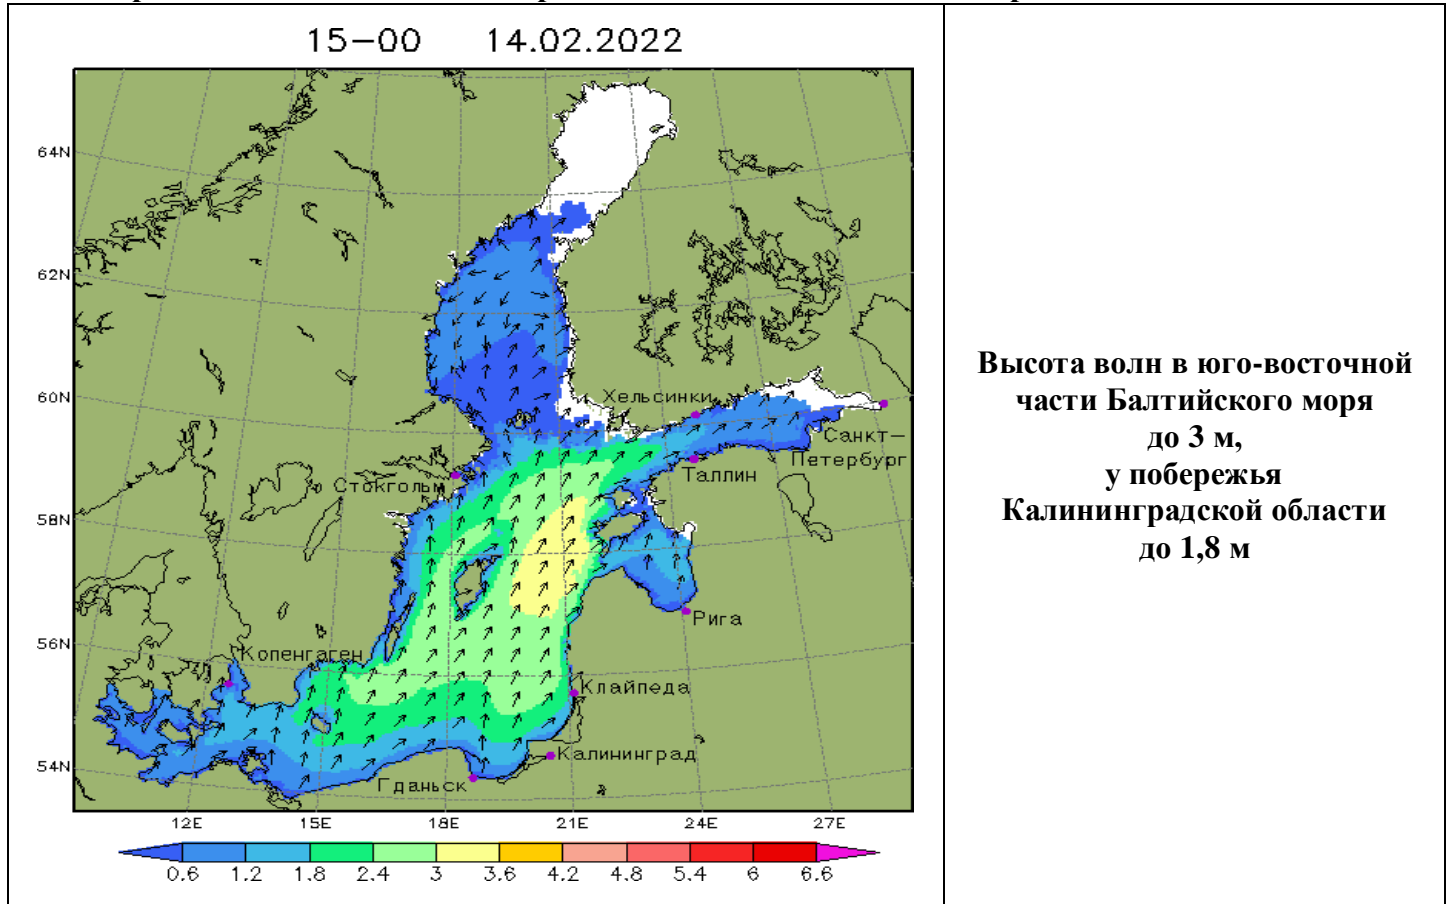 15-00 14.02.2022
64N
62N
60N
58N
56N
54N
Хельсинки
Санкт-
Петербург
Таллин
Стокгольм
Рига
Копенгаген
Клайпеда
Калининград
Гданьск
12E 15E 18E 21E 24E 27E
0.6 1.2 1.8 2.4 3 3.6 4.2 4.8 5.4 6 6.6
Высота волн в юго-восточной
части Балтийского моря
до 3 м,
у побережья
Калининградской области
до 1,8 м